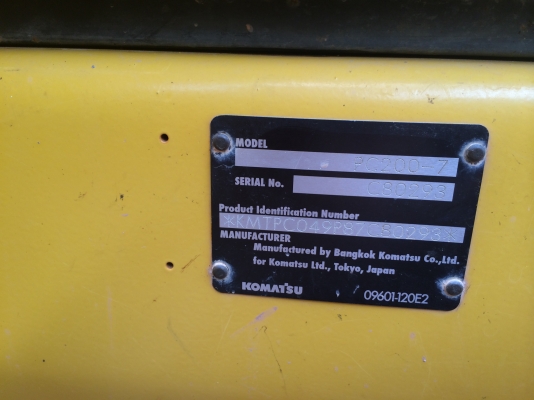 MODEL
PC200-7
SERIAL No.
C80293
Product Identification Number
MANUFACTURER
Manufactured by Bangkok Komatsu Co.,Ltd.
for Komatsu Ltd., Tokyo, Japan
KOMATSU
09601-120E2